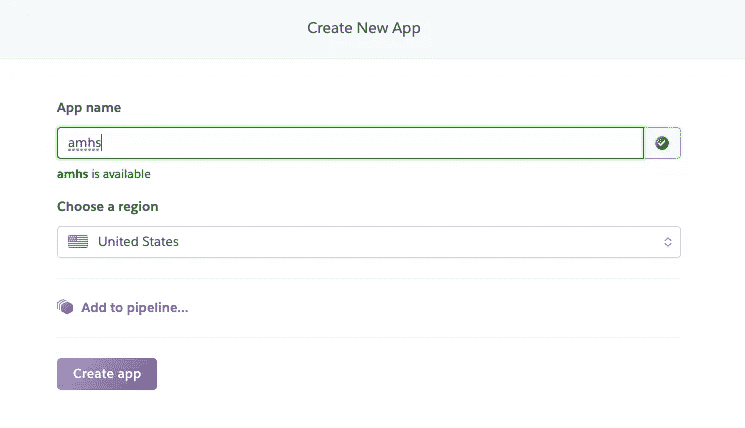 Create New App
App name
amhs
amhs is available
Choose a region
United States
Add to pipeline...
Create app